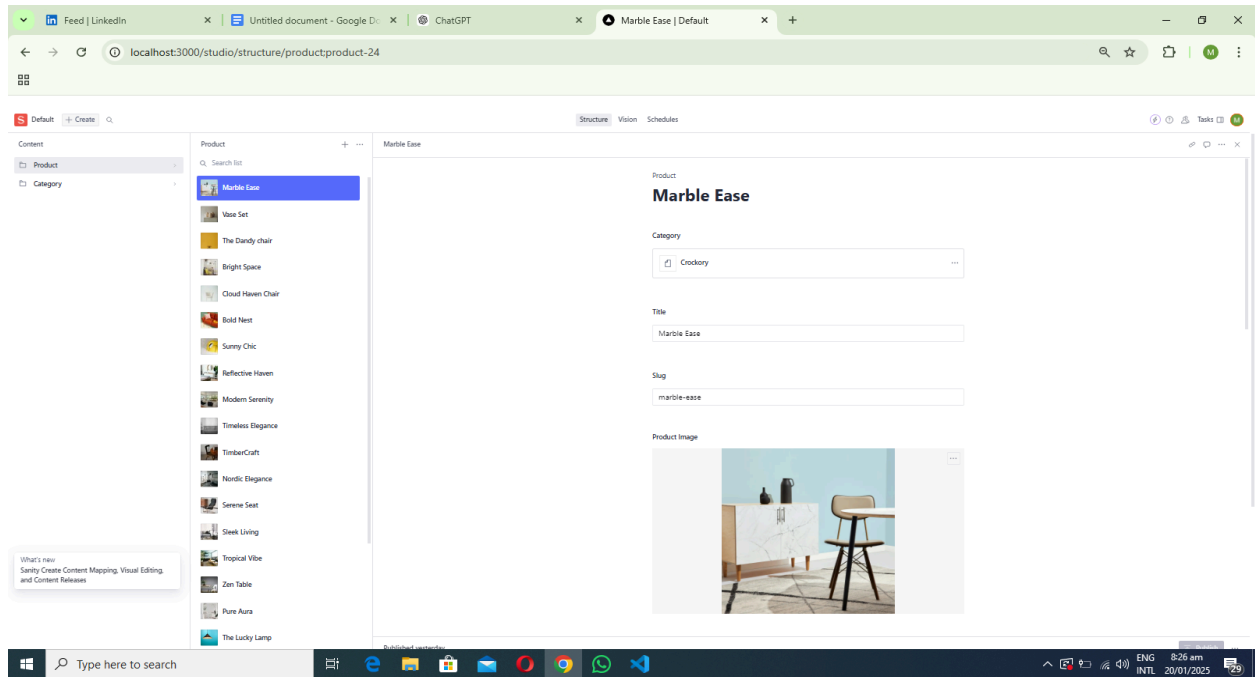 Feed | LinkedIn
Untitled document - Google Do
ChatGPT
Marble Ease | Default
localhost:3000/studio/structure/product;product-24
M
S Default
Create
Structure
Vision
Schedules
Tasks
M
Content
Product
Category
Product
Search list
Marble Ease
Vase Set
The Dandy chair
Bright Space
Cloud Haven Chair
Bold Nest
Sunny Chic
Reflective Haven
Modern Serenity
Timeless Elegance
TimberCraft
Nordic Elegance
Serene Seat
Sleek Living
Tropical Vibe
Zen Table
Pure Aura
The Lucky Lamp
Marble Ease
Product
Marble Ease
Category
Crockory
Title
Marble Ease
Slug
marble-ease
Product Image
Published yesterday
Publish
What's new
Sanity Create Content Mapping, Visual Editing,
and Content Releases
Type here to search
ENG
INTL
8:26 am
20/01/2025
29